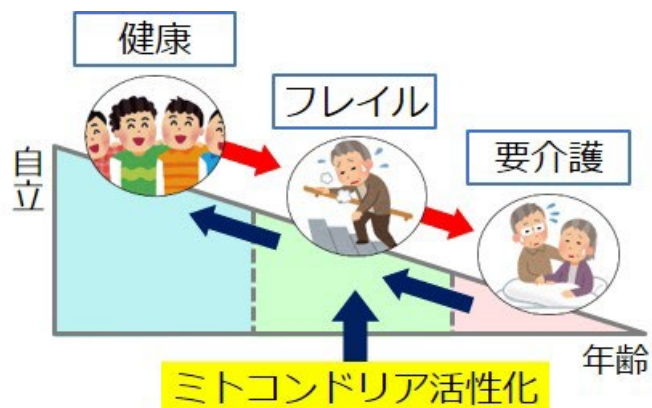 健康
フレイル
要介護
自立
年齢
ミトコンドリア活性化